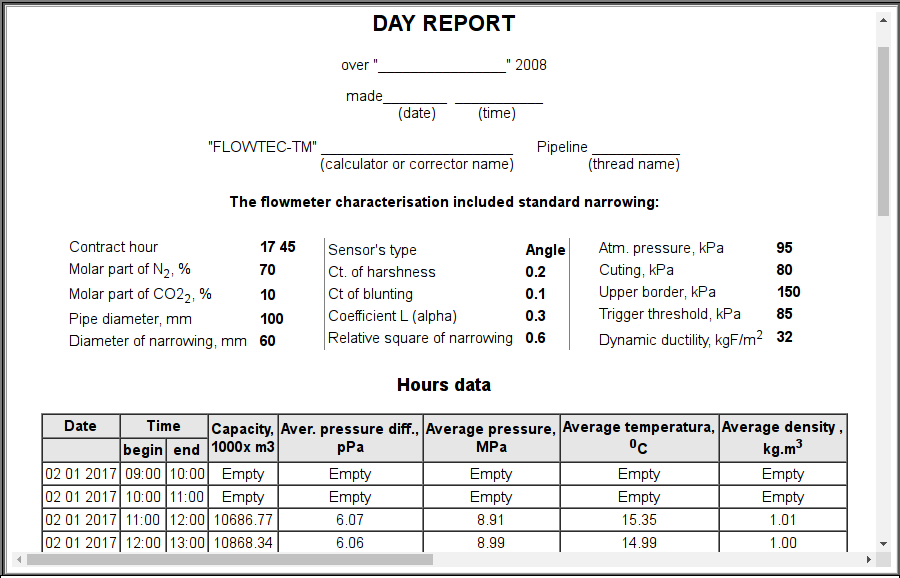 DAY REPORT
over "________________" 2008
made________ ___________
(date) (time)
"FLOWTEC-TM" ________________________ Pipeline ___________
(calculator or corrector name) (thread name)
The flowmeter characterisation included standard narrowing:
Contract hour 17 45
Molar part of N2, % 70
Molar part of CO22, % 10
Pipe diameter, mm 100
Diameter of narrowing, mm 60
Sensor's type Angle
Ct. of harshness 0.2
Ct of blunting 0.1
Coefficient L (alpha) 0.3
Relative square of narrowing 0.6
Atm. pressure, kPa 95
Cuting, kPa 80
Upper border, kPa 150
Trigger threshold, kPa 85
Dynamic ductility, kgF/m2 32
Hours data
Date Time Capacity, 1000x m3 Aver. pressure diff., pPa Average pressure, MPa Average temperatura, 0C Average density , kg.m3
begin end
02 01 2017 09:00 10:00 Empty Empty Empty Empty Empty
02 01 2017 10:00 11:00 Empty Empty Empty Empty Empty
02 01 2017 11:00 12:00 10686.77 6.07 8.91 15.35 1.01
02 01 2017 12:00 13:00 10868.34 6.06 8.99 14.99 1.00